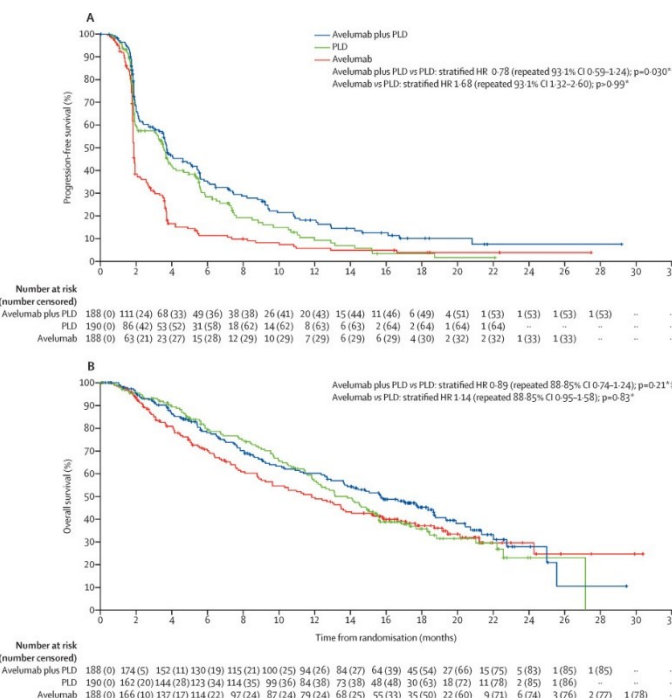 A
Avelumab plus PLD
PLD
Avelumab
Avelumab plus PLD vs PLD: stratified HR 0·78 (repeated 93·1% CI 0·59–1·24); p=0·030*
Avelumab vs PLD: stratified HR 1·68 (repeated 93·1% CI 1·32–2·60); p>0·99*
Progression-free survival (%)
100
90
80
70
60
50
40
30
20
10
0
0 2 4 6 8 10 12 14 16 18 20 22 24 26 28 30
Number at risk
(number censored)
Avelumab plus PLD 188 (0) 111 (24) 68 (33) 49 (36) 38 (38) 26 (41) 20 (43) 15 (44) 11 (46) 6 (49) 4 (51) 1 (53) 1 (53) 1 (53) 1 (53) ·· ··
PLD 190 (0) 86 (42) 53 (52) 31 (58) 18 (62) 14 (62) 8 (63) 6 (63) 2 (64) 2 (64) 1 (64) 1 (64) ·· ·· ·· ·· ··
Avelumab 188 (0) 63 (21) 23 (27) 15 (28) 12 (29) 10 (29) 7 (29) 6 (29) 6 (29) 4 (30) 2 (32) 2 (32) 1 (33) 1 (33) ·· ·· ··
B
Avelumab plus PLD vs PLD: stratified HR 0·89 (repeated 88·85% CI 0·74–1·24); p=0·21*
Avelumab vs PLD: stratified HR 1·14 (repeated 88·85% CI 0·95–1·58); p=0·83*
Overall survival (%)
100
90
80
70
60
50
40
30
20
10
0
0 2 4 6 8 10 12 14 16 18 20 22 24 26 28 30
Time from randomisation (months)
Number at risk
(number censored)
Avelumab plus PLD 188 (0) 174 (5) 152 (11) 130 (19) 115 (21) 100 (25) 94 (26) 84 (27) 64 (39) 45 (54) 27 (66) 15 (75) 5 (83) 1 (85) 1 (85) ·· ··
PLD 190 (0) 162 (20) 144 (28) 123 (34) 114 (35) 99 (36) 84 (38) 73 (38) 48 (48) 30 (63) 18 (72) 11 (78) 2 (85) 1 (86) ·· ·· ··
Avelumab 188 (0) 166 (10) 137 (17) 114 (22) 97 (24) 87 (24) 79 (24) 68 (25) 55 (33) 35 (50) 22 (60) 9 (71) 6 (74) 3 (76) 2 (77) 1 (78)